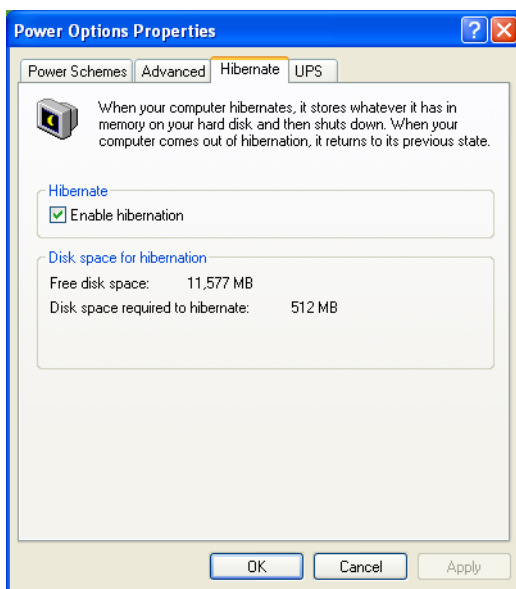 Power Options Properties
Power Schemes Advanced Hibernate UPS
When your computer hibernates, it stores whatever it has in
memory on your hard disk and then shuts down. When your
computer comes out of hibernation, it returns to its previous state.
Hibernate
Enable hibernation
Disk space for hibernation
Free disk space: 11,577 MB
Disk space required to hibernate: 512 MB
OK Cancel Apply